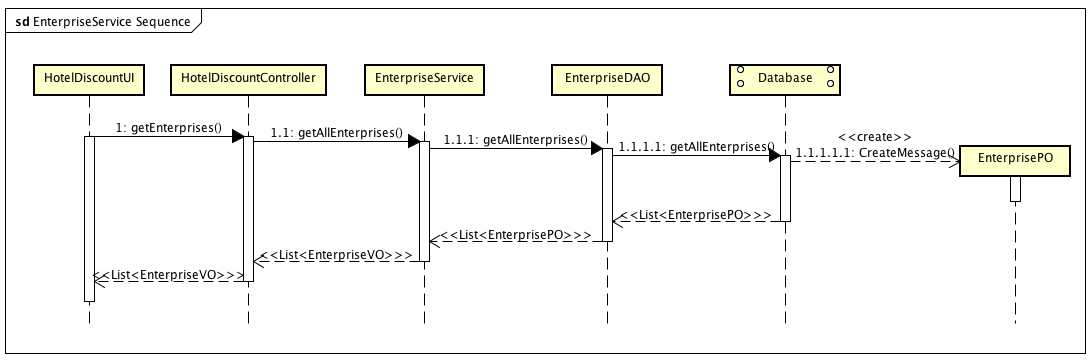 sd EnterpriseService Sequence
HotelDiscountUI
HotelDiscountController
EnterpriseService
EnterpriseDAO
Database
1: getEnterprises()
1.1: getAllEnterprises()
1.1.1: getAllEnterprises()
1.1.1.1: getAllEnterprises()
<<create>>
1.1.1.1.1: CreateMessage()
EnterprisePO
<<List<EnterprisePO>>>
<<List<EnterprisePO>>>
<<List<EnterpriseVO>>>
<<List<EnterpriseVO>>>